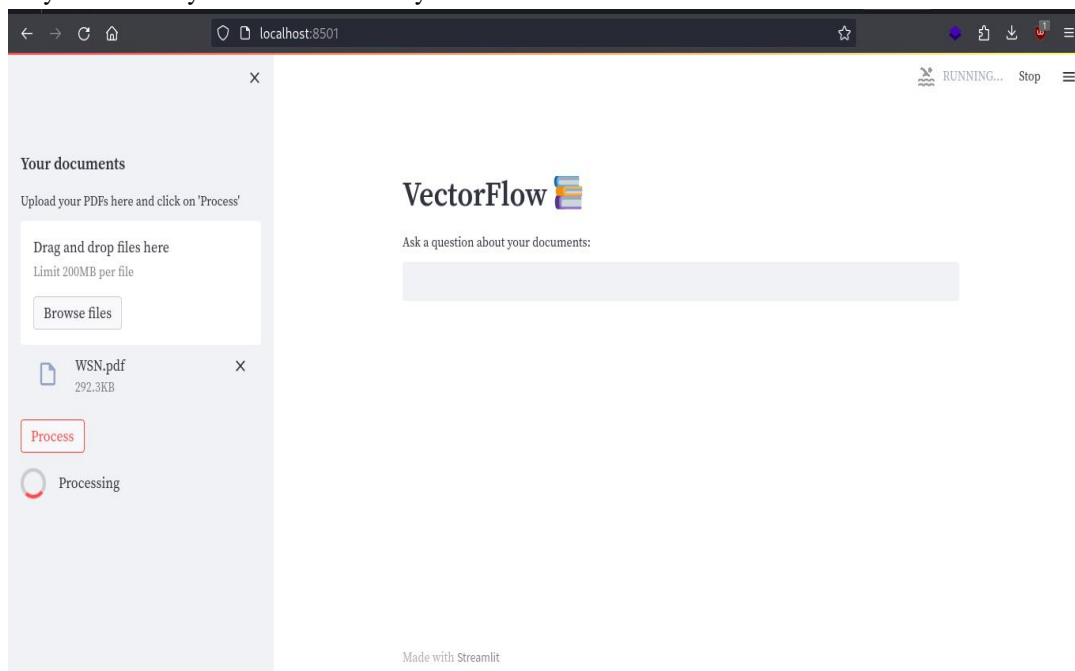 localhost:8501
1
RUNNING... Stop
Your documents
Upload your PDFs here and click on 'Process'
Drag and drop files here
Limit 200MB per file
Browse files
WSN.pdf
292.3KB
Process
Processing
VectorFlow
Ask a question about your documents:
Made with Streamlit